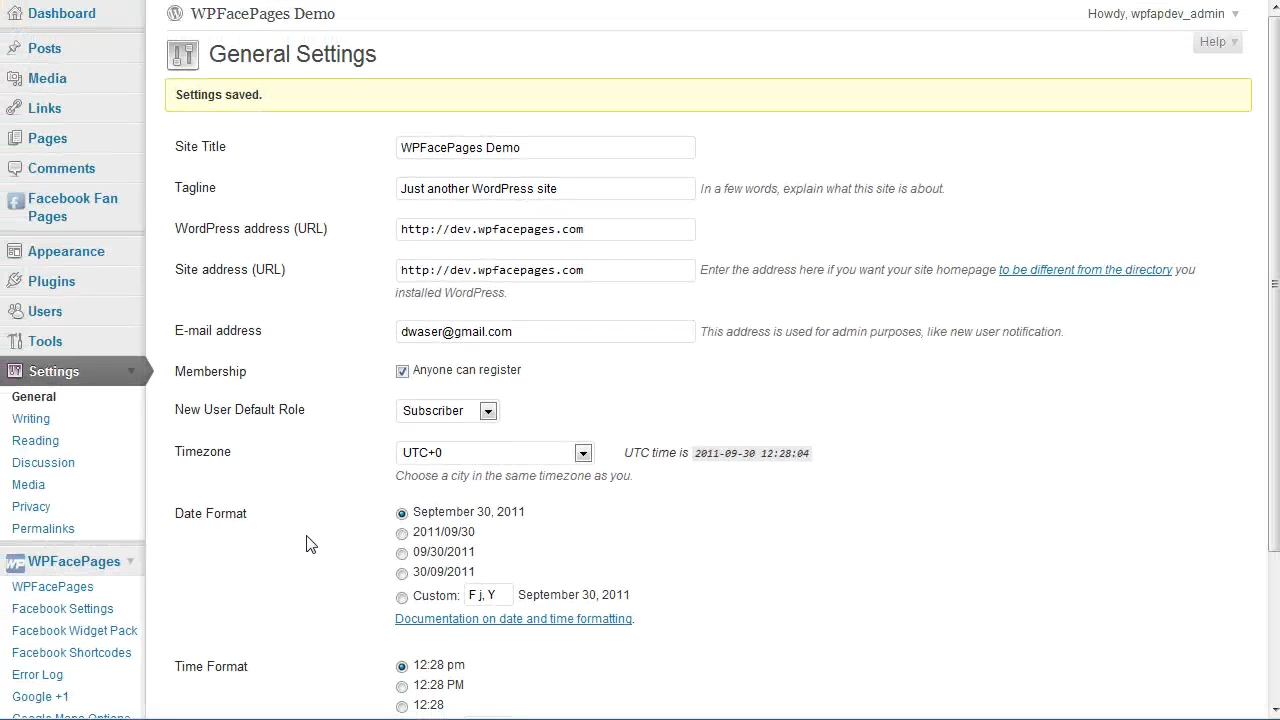 Dashboard
Posts
Media
Links
Pages
Comments
Facebook Fan
Pages
Appearance
Plugins
Users
Tools
Settings
General
Writing
Reading
Discussion
Media
Privacy
Permalinks
WPFacePages
WPFacePages
Facebook Settings
Facebook Widget Pack
Facebook Shortcodes
Error Log
Google +1
Google Maps Options
WPFacePages Demo
Howdy, wpfapdev_admin
Help
General Settings
Settings saved.
Site Title WPFacePages Demo
Tagline Just another WordPress site In a few words, explain what this site is about.
WordPress address (URL) http://dev.wpfacepages.com
Site address (URL) http://dev.wpfacepages.com Enter the address here if you want your site homepage to be different from the directory you
installed WordPress.
E-mail address dwaser@gmail.com This address is used for admin purposes, like new user notification.
Membership Anyone can register
New User Default Role Subscriber
Timezone UTC+0 UTC time is 2011-09-30 12:28:04
Choose a city in the same timezone as you.
Date Format September 30, 2011
2011/09/30
09/30/2011
30/09/2011
Custom: F j, Y September 30, 2011
Documentation on date and time formatting.
Time Format 12:28 pm
12:28 PM
12:28